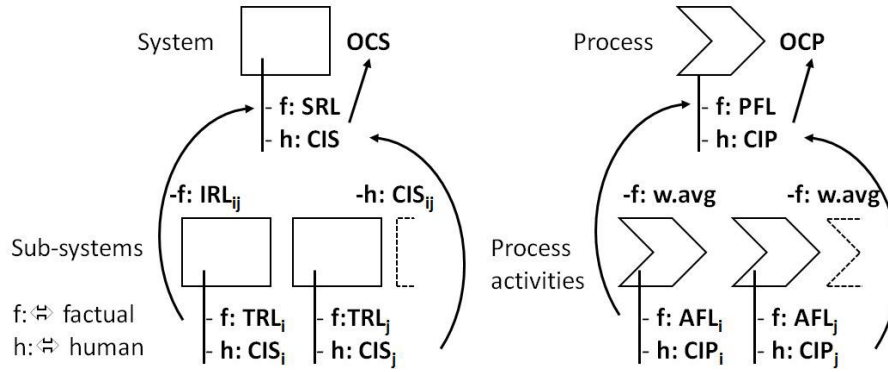 System
OCS
- f: SRL
- h: CIS
-f: IRLij
-h: CISij
Sub-systems
- f: TRLi
- h: CISi
- f:TRLj
- h: CISj
f: ⇔ factual
h: ⇔ human
Process
OCP
- f: PFL
- h: CIP
-f: w.avg
-f: w.avg
Process
activities
- f: AFLi
- h: CIPi
- f: AFLj
- h: CIPj